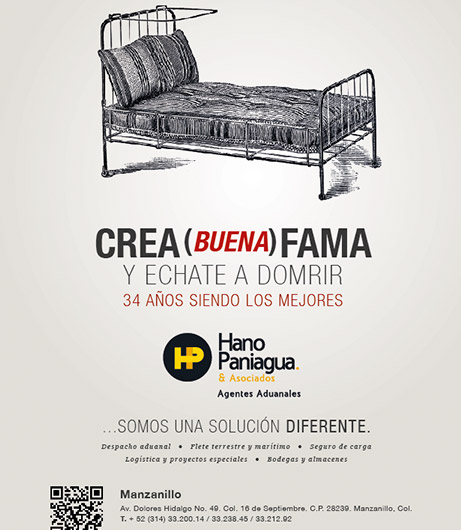 CREA (BUENA) FAMA
Y ECHATE A DOMRIR
34 AÑOS SIENDO LOS MEJORES
HP
Hano
Paniagua.
& Asociados
Agentes Aduanales
...SOMOS UNA SOLUCIÓN DIFERENTE.
Despacho aduanal • Flete terrestre y marítimo • Seguro de carga
Logística y proyectos especiales • Bodegas y almacenes
Manzanillo
Av. Dolores Hidalgo No. 49. Col. 16 de Septiembre. C.P. 28239. Manzanillo, Col.
T. + 52 (314) 33.200.14 / 33.238.45 / 33.212.92